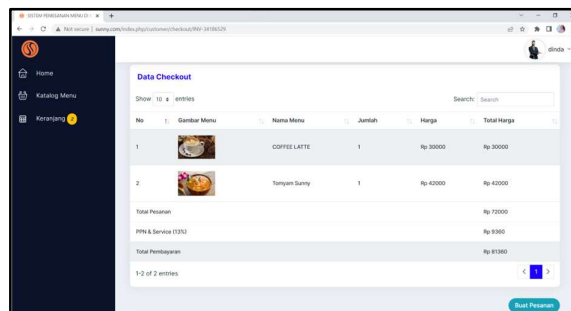 SISTEM PEMESANAN MENU DI
Not secure | sunny.com/index.php/customer/checkout/INV-34186529
dinda
Home
Katalog Menu
Keranjang 2
Data Checkout
Show 10 entries Search: Search
No Gambar Menu Nama Menu Jumlah Harga Total Harga
1 COFFEE LATTE 1 Rp 30000 Rp 30000
2 Tomyam Sunny 1 Rp 42000 Rp 42000
Total Pesanan Rp 72000
PPN & Service (13%) Rp 9360
Total Pembayaran Rp 81360
1-2 of 2 entries < 1 >
Buat Pesanan